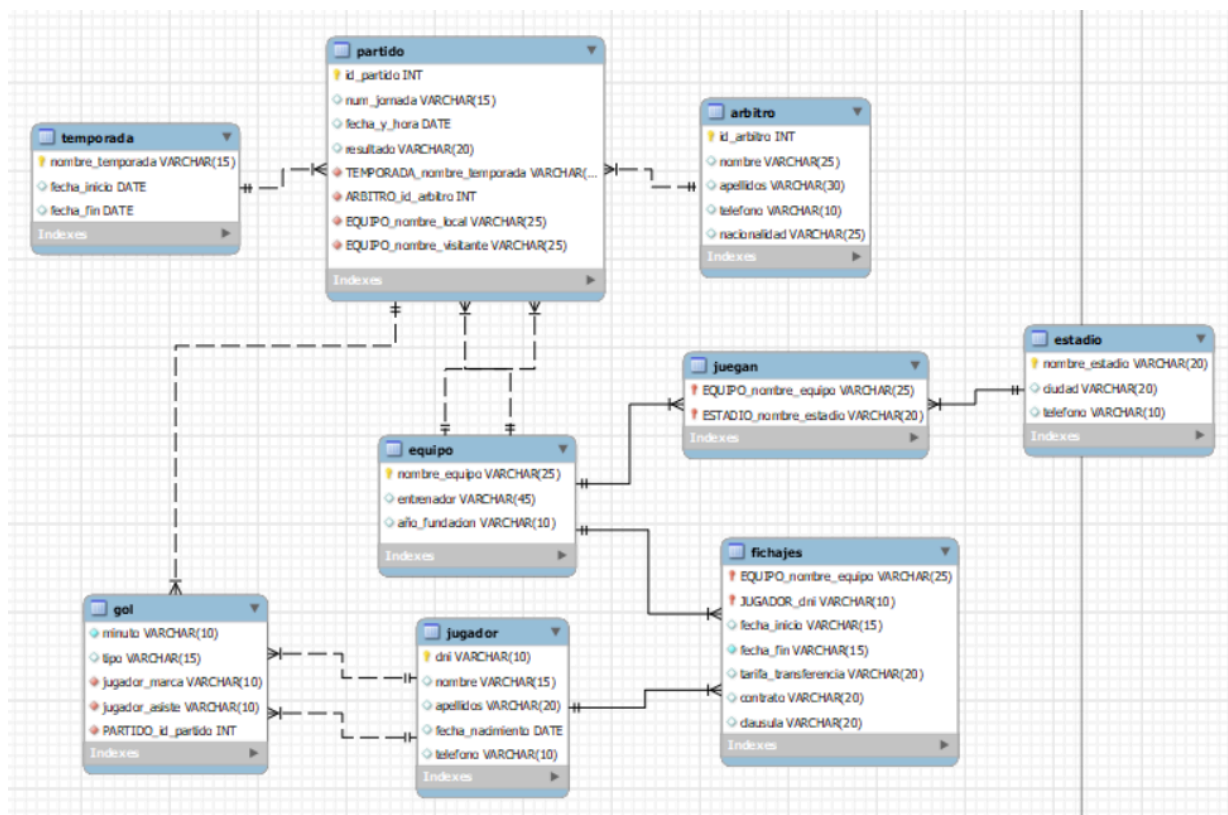 partido
id_partido INT
num_jornada VARCHAR(15)
fecha_y_hora DATE
resultado VARCHAR(20)
TEMPORADA_nombre_temporada VARCHAR(...
ARBITRO_id_arbitro INT
EQUIPO_nombre_local VARCHAR(25)
EQUIPO_nombre_visitante VARCHAR(25)
Indexes
temporada
nombre_temporada VARCHAR(15)
fecha_inicio DATE
fecha_fin DATE
Indexes
arbitro
id_arbitro INT
nombre VARCHAR(25)
apellidos VARCHAR(30)
telefono VARCHAR(10)
nacionalidad VARCHAR(25)
Indexes
estadio
nombre_estadio VARCHAR(20)
ciudad VARCHAR(20)
telefono VARCHAR(10)
Indexes
juegan
EQUIPO_nombre_equipo VARCHAR(25)
ESTADIO_nombre_estadio VARCHAR(20)
Indexes
equipo
nombre_equipo VARCHAR(25)
entrenador VARCHAR(45)
año_fundacion VARCHAR(10)
Indexes
fichajes
EQUIPO_nombre_equipo VARCHAR(25)
JUGADOR_dni VARCHAR(10)
fecha_inicio VARCHAR(15)
fecha_fin VARCHAR(15)
tarifa_transferencia VARCHAR(20)
contrato VARCHAR(20)
clausula VARCHAR(20)
Indexes
gol
minuto VARCHAR(10)
tipo VARCHAR(15)
jugador_marca VARCHAR(10)
jugador_asiste VARCHAR(10)
PARTIDO_id_partido INT
Indexes
jugador
dni VARCHAR(10)
nombre VARCHAR(15)
apellidos VARCHAR(20)
fecha_nacimiento DATE
telefono VARCHAR(10)
Indexes